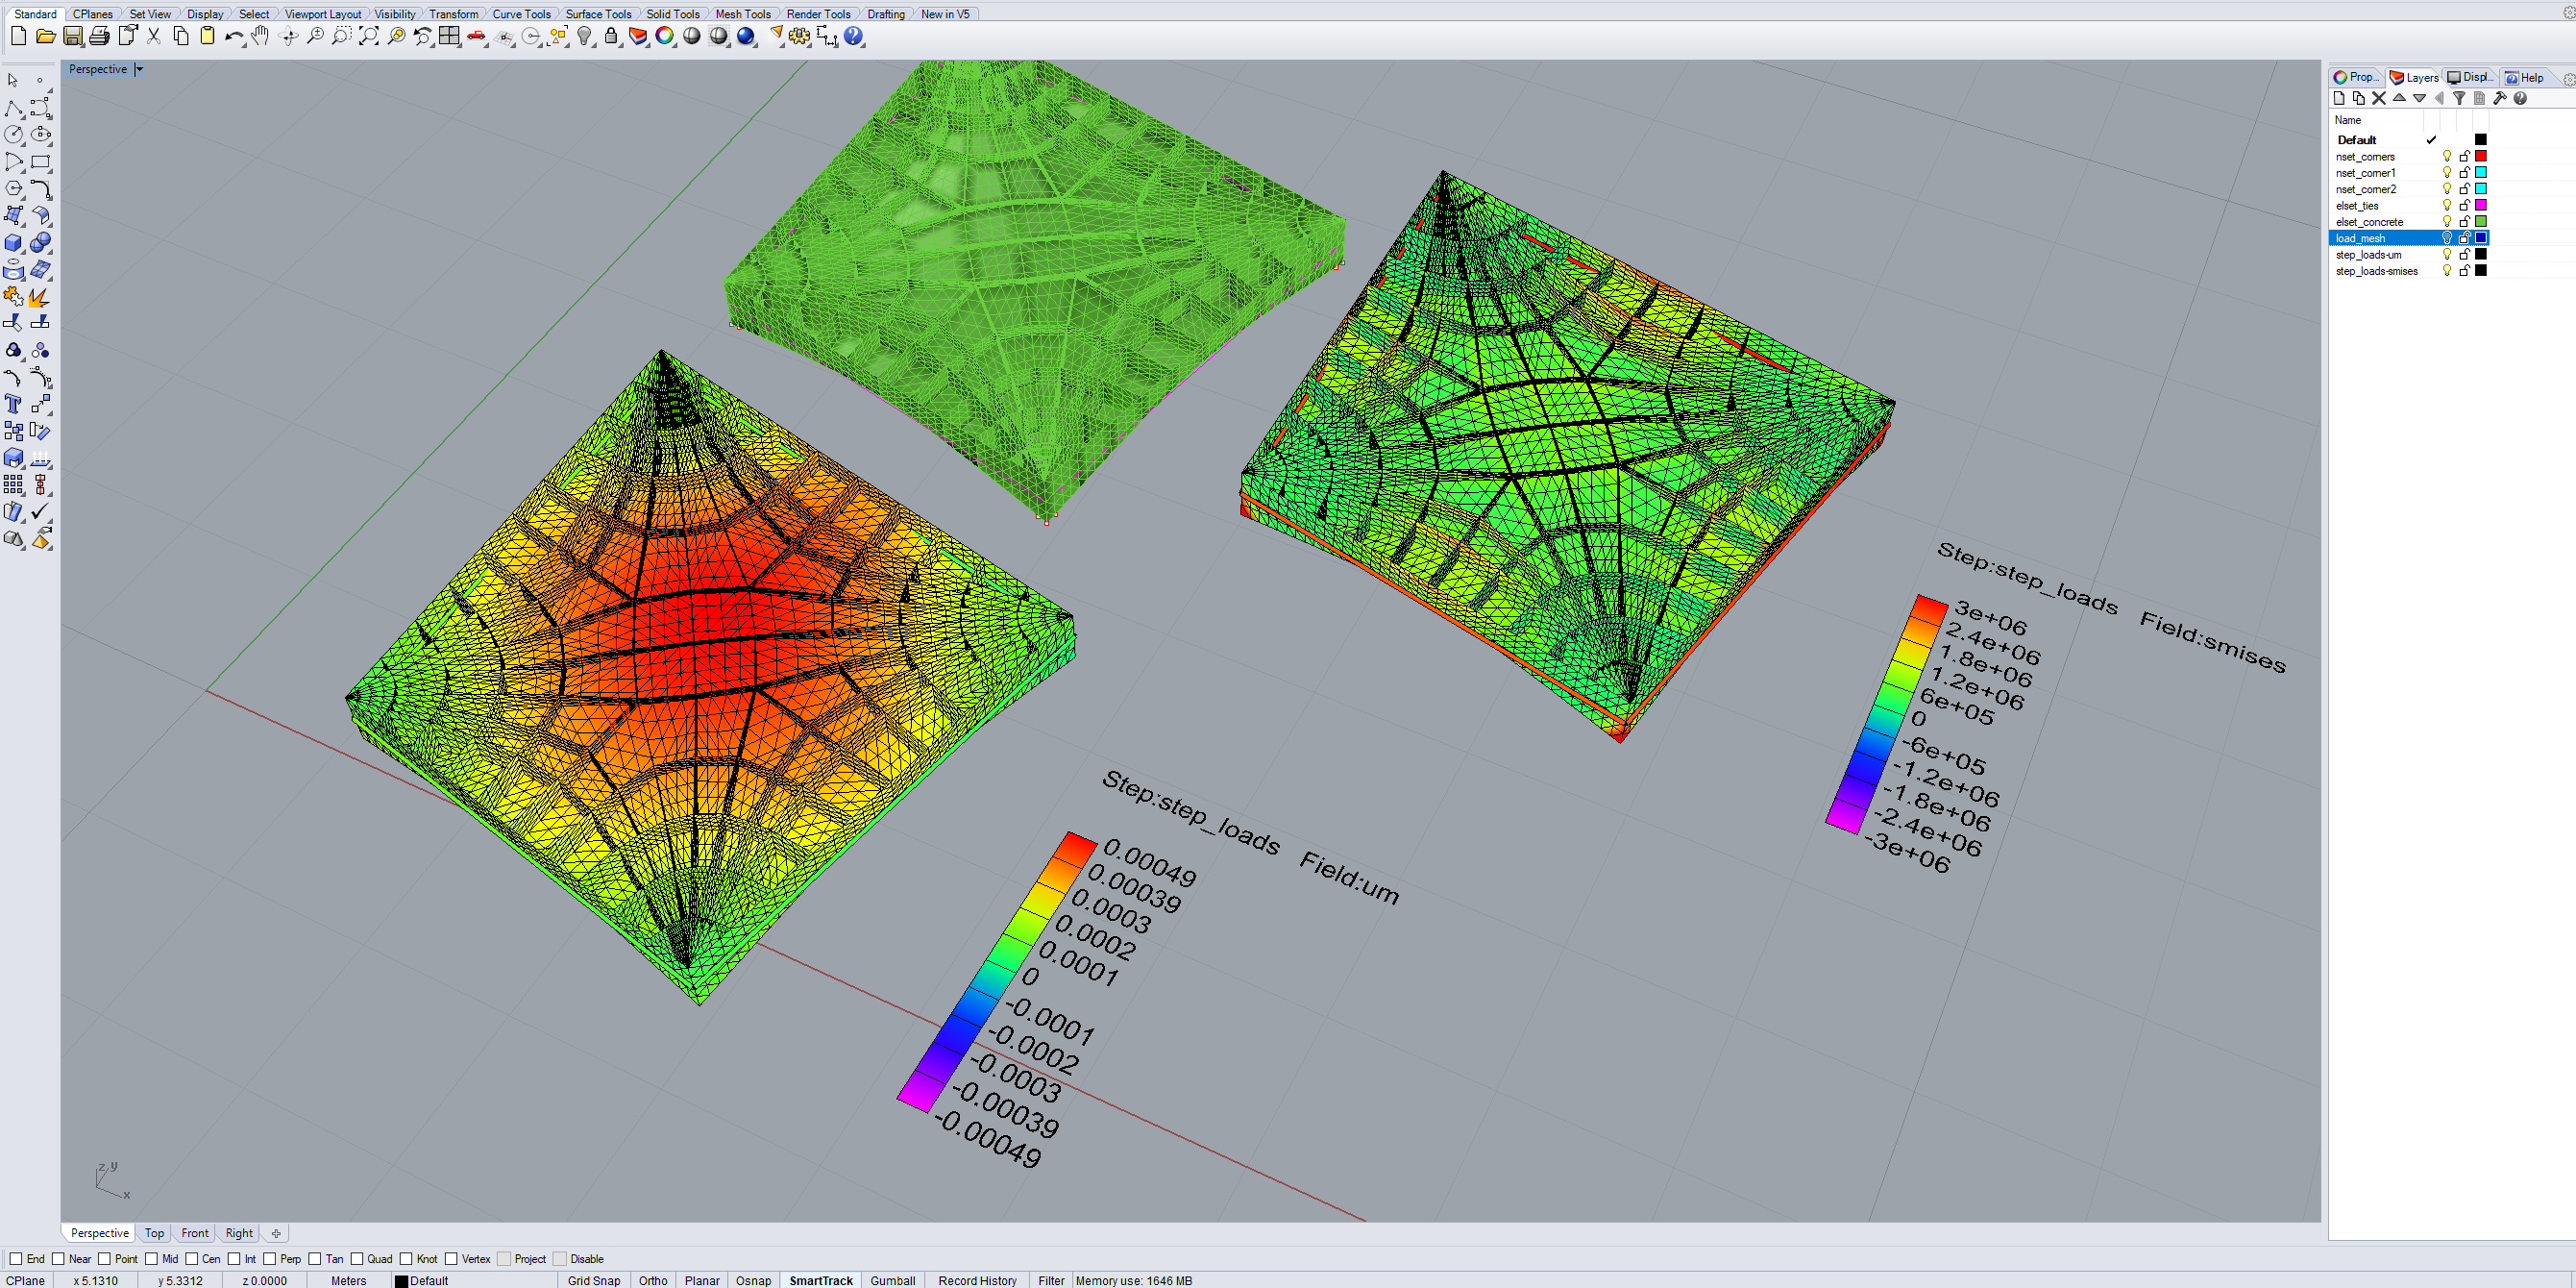 Standard CPlanes Set View Display Select Viewport Layout Visibility Transform Curve Tools Surface Tools Solid Tools Mesh Tools Render Tools Drafting New in V5
Perspective
Prop... Layers Displ... Help
Name
Default
nset_corners
nset_corner1
nset_corner2
elset_ties
elset_concrete
load_mesh
step_loads-um
step_loads-smises
Step:step_loads Field:smises
3e+06
2.4e+06
1.8e+06
1.2e+06
6e+05
0
-6e+05
-1.2e+06
-1.8e+06
-2.4e+06
-3e+06
Step:step_loads Field:um
0.00049
0.00039
0.0003
0.0002
0.0001
0
-0.0001
-0.0002
-0.0003
-0.00039
-0.00049
z y
x
Perspective Top Front Right
End Near Point Mid Cen Int Perp Tan Quad Knot Vertex Project Disable
CPlane x 5.1310 y 5.3312 z 0.0000 Meters Default Grid Snap Ortho Planar Osnap SmartTrack Gumball Record History Filter Memory use: 1646 MB